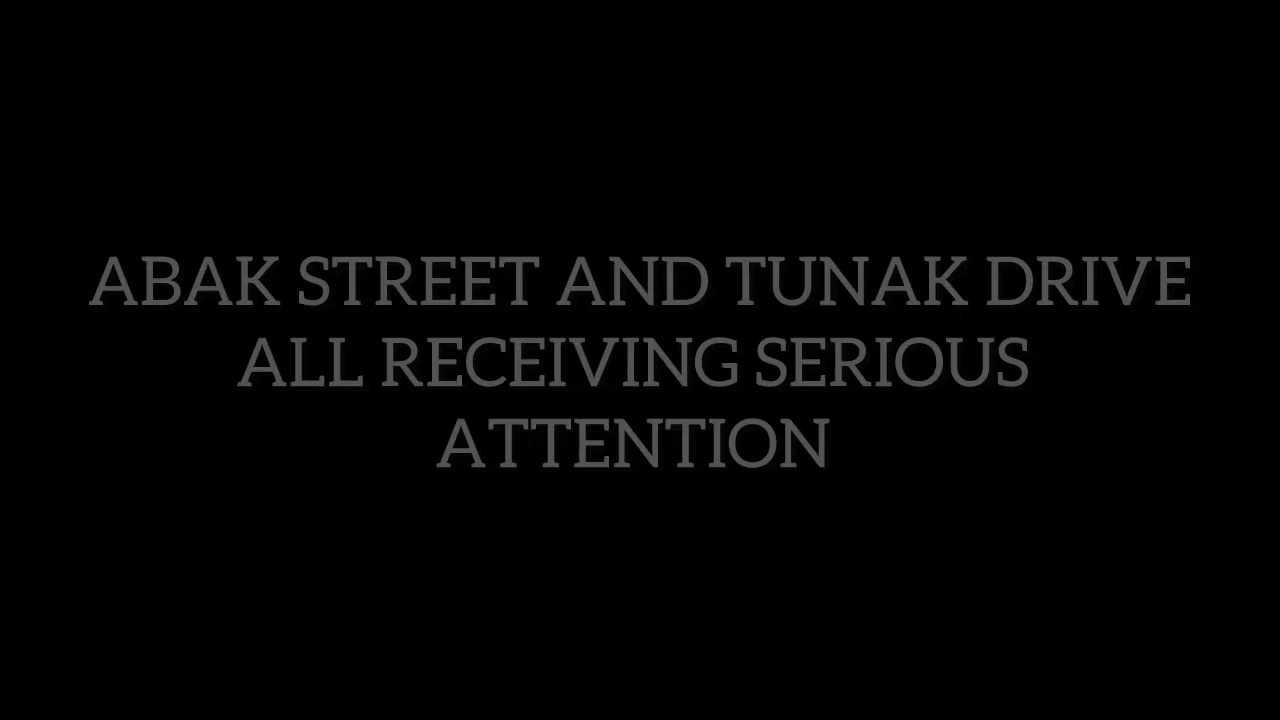 ABAK STREET AND TUNAK DRIVE
ALL RECEIVING SERIOUS
ATTENTION